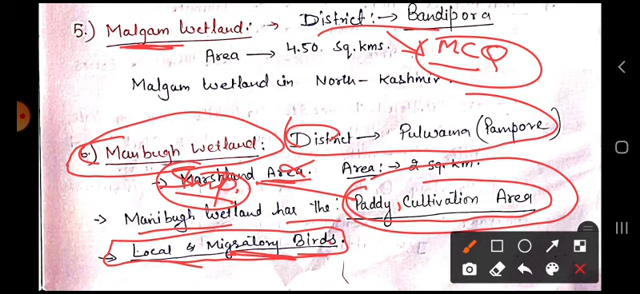 5.) Malgam Wetland :→ District :→ Bandipora
Area → 4.50 Sq. kms. * MCQ
Malgam Wetland in North-Kashmir.
6.) Manibugh Wetland : District → Pulwama (Pampore)
→ Marshland Area. Area :→ 2 Sq. km.
→ Manibugh Wetland has the : Paddy, Cultivation Area
→ Local & Migratory Birds.